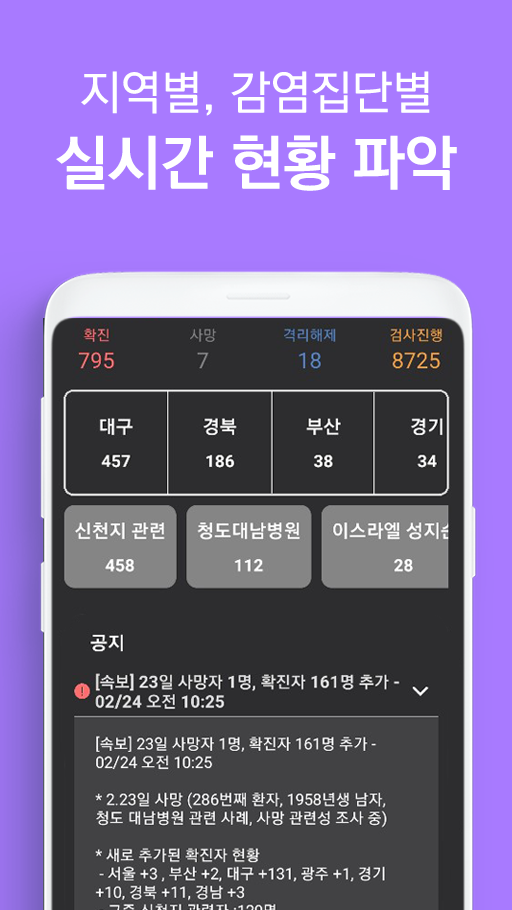 지역별, 감염집단별
실시간 현황 파악
확진 사망 격리해제 검사진행
795 7 18 8725
대구 경북 부산 경기
457 186 38 34
신천지 관련 청도대남병원 이스라엘 성지순
458 112 28
공지
[속보] 23일 사망자 1명, 확진자 161명 추가 -
02/24 오전 10:25
[속보] 23일 사망자 1명, 확진자 161명 추가 -
02/24 오전 10:25
* 2.23일 사망 (286번째 환자, 1958년생 남자,
청도 대남병원 관련 사례, 사망 관련성 조사 중)
* 새로 추가된 확진자 현황
- 서울 +3 , 부산 +2, 대구 +131, 광주 +1, 경기
+10, 경북 +11, 경남 +3